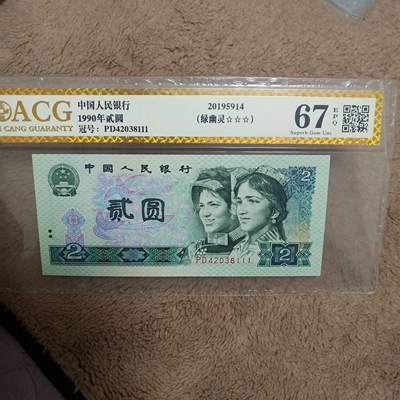 ACG
CANG GUARANTY
中国人民银行
1990年贰圆
冠号：PD42038111
20195914
（绿幽灵☆☆☆）
67 EPQ
Superb Gem Unc
中国人民银行
2
贰圆
2
PD42038111